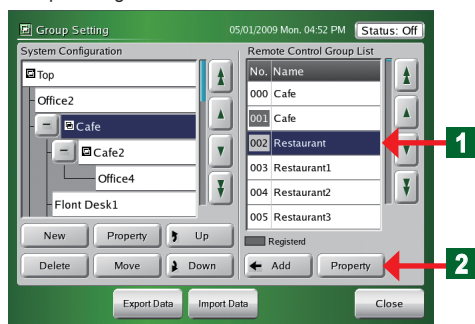 Group Setting
05/01/2009 Mon. 04:52 PM
Status: Off
System Configuration
Top
Office2
Cafe
Cafe2
Office4
Flont Desk1
New
Property
Up
Delete
Move
Down
Remote Control Group List
No. Name
000 Cafe
001 Cafe
002 Restaurant
003 Restaurant1
004 Restaurant2
005 Restaurant3
Registerd
Add
Property
Export Data
Import Data
Close
1
2